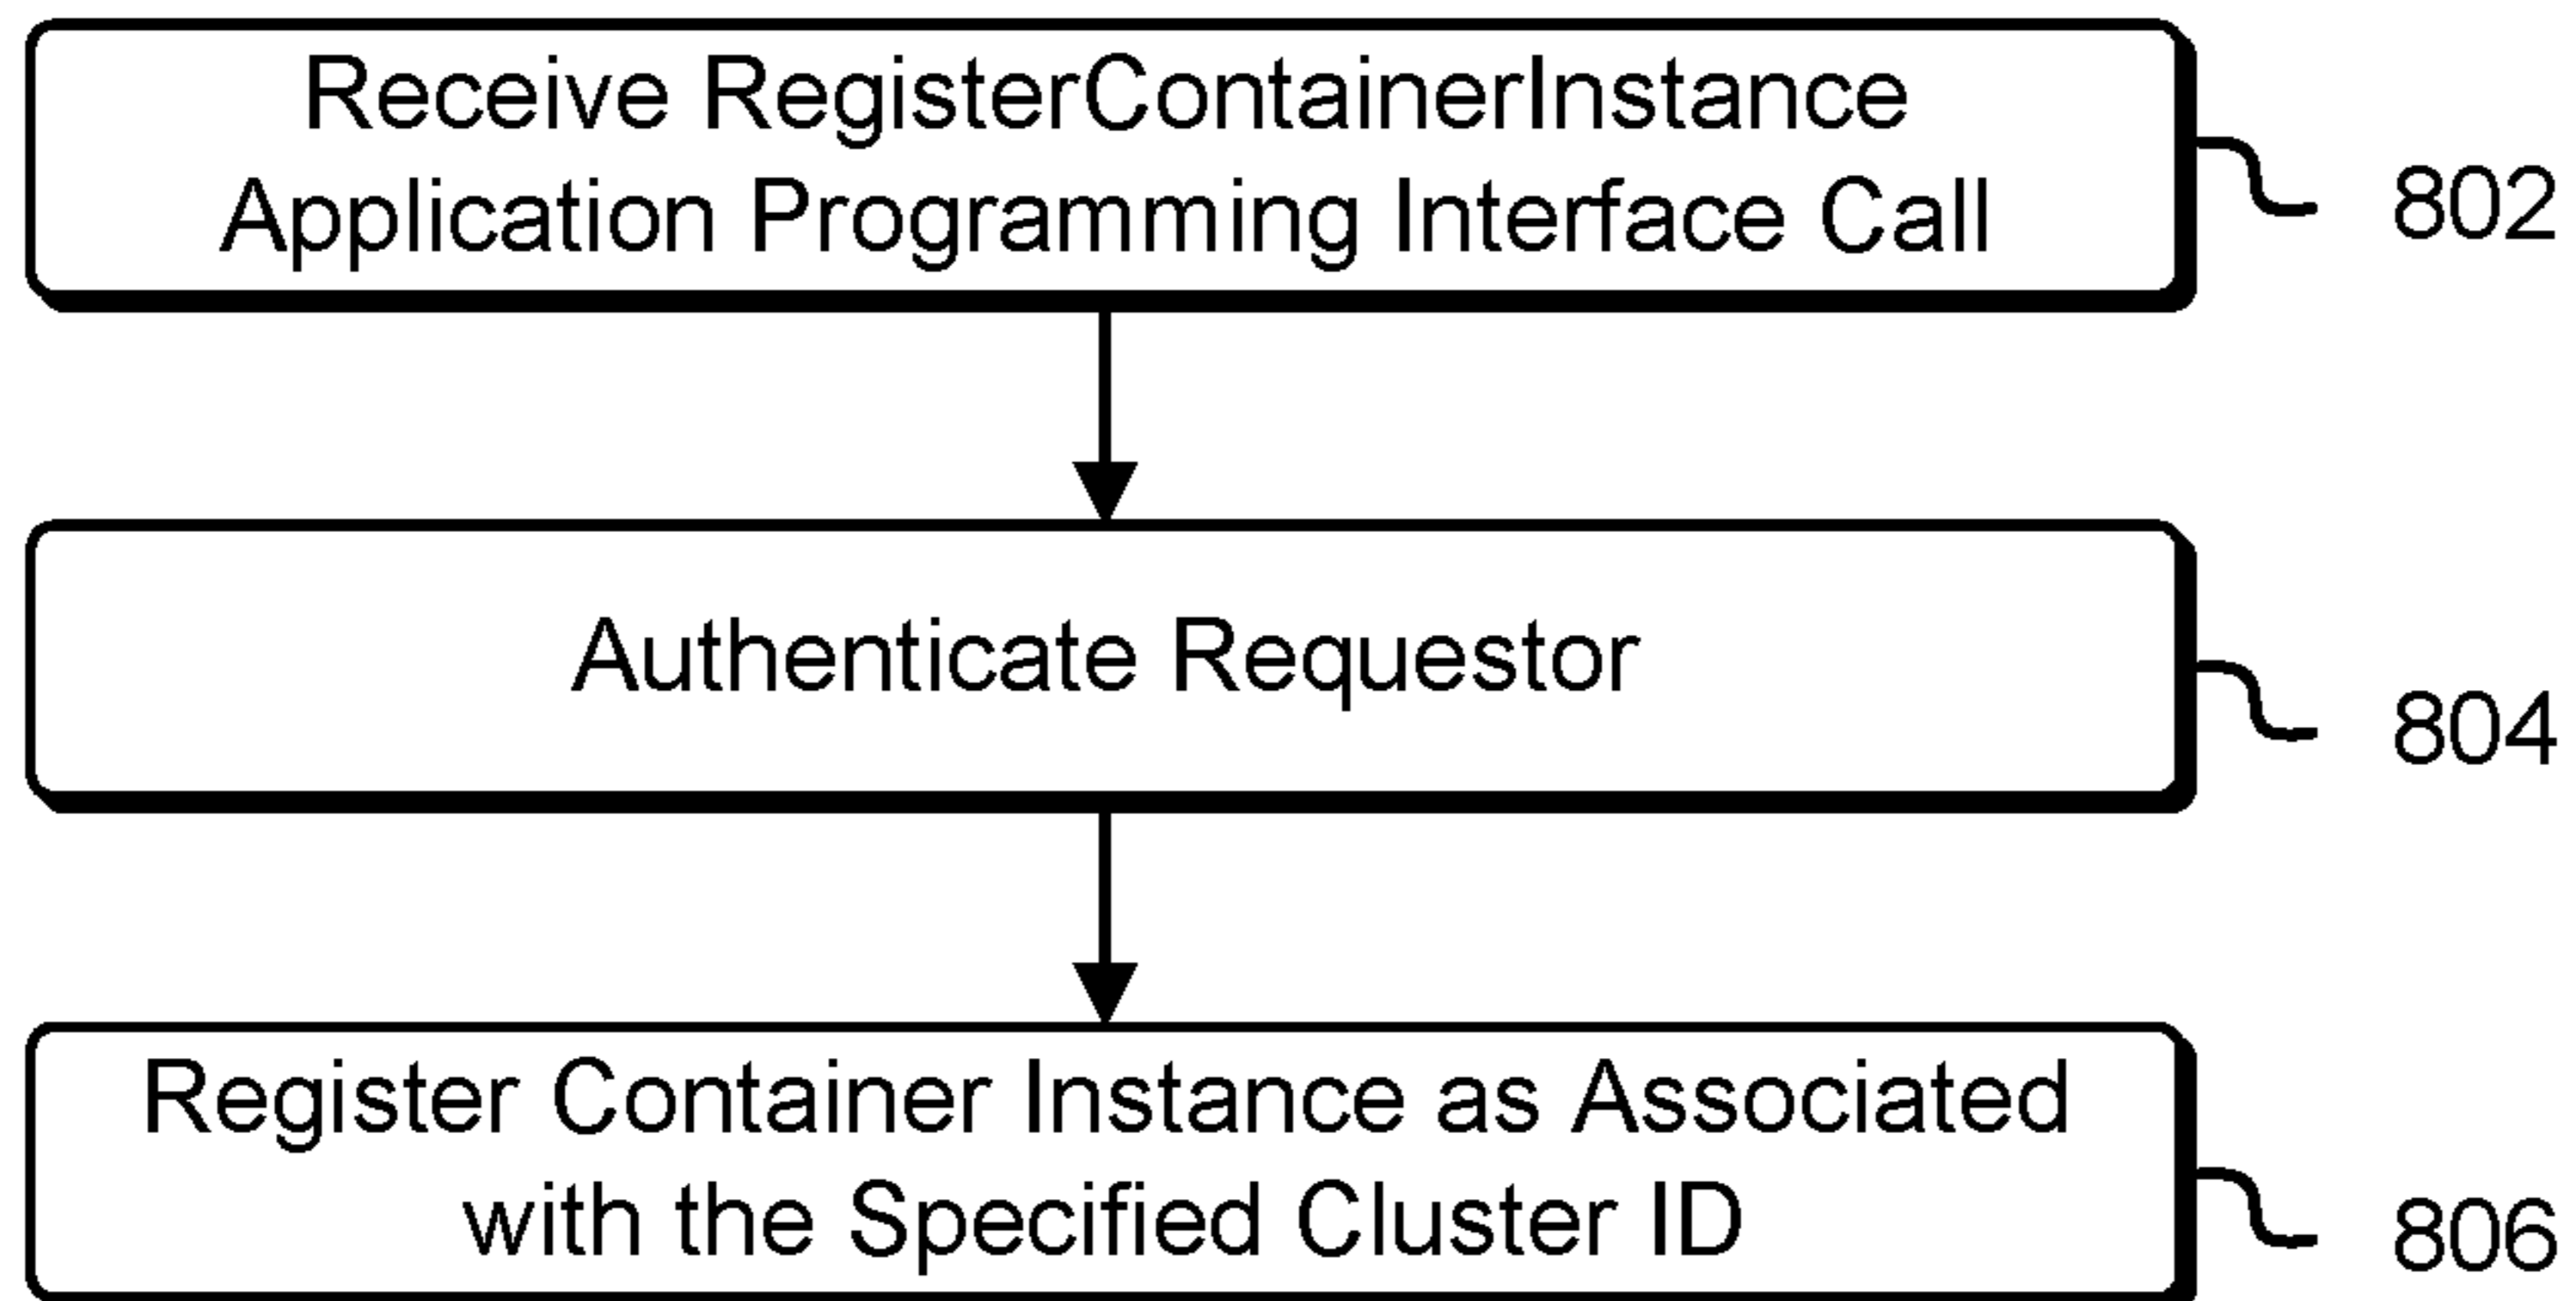 Receive RegisterContainerInstance
Application Programming Interface Call
802
Authenticate Requestor
804
Register Container Instance as Associated
with the Specified Cluster ID
806